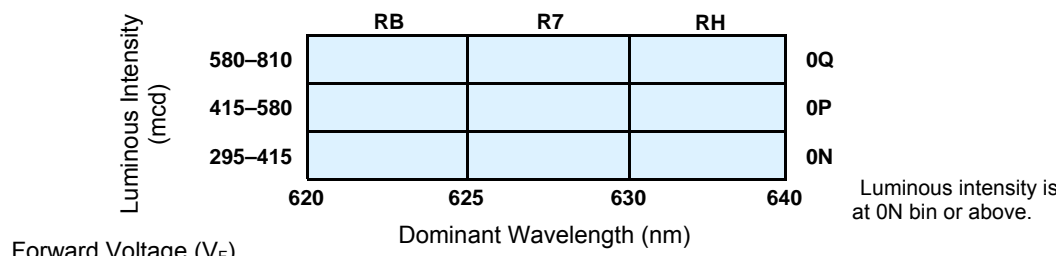 RB R7 RH
Luminous Intensity
(mcd)
580–810 0Q
415–580 0P
295–415 0N
620 625 630 640
Dominant Wavelength (nm)
Luminous intensity is
at 0N bin or above.
Forward Voltage (VF)